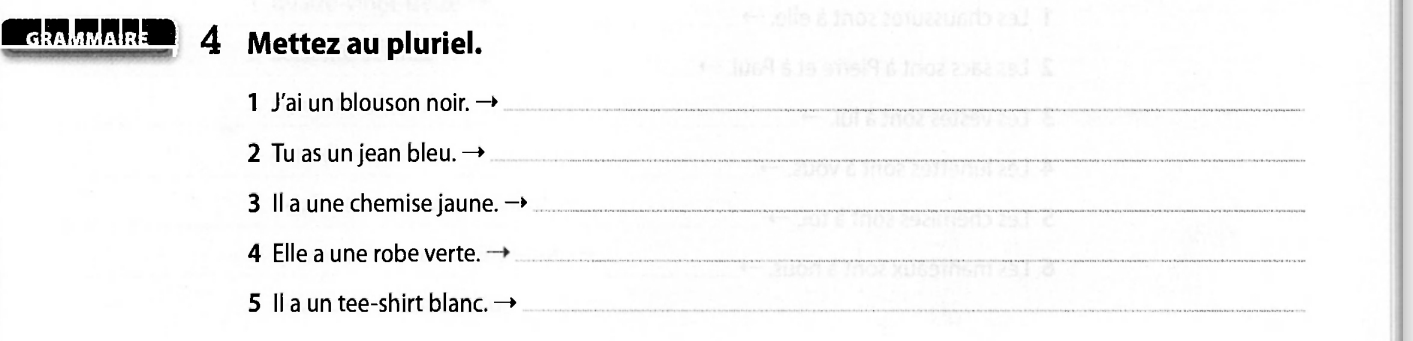 GRAMMAIRE 4 Mettez au pluriel.
1 J'ai un blouson noir. →
2 Tu as un jean bleu. →
3 Il a une chemise jaune. →
4 Elle a une robe verte. →
5 Il a un tee-shirt blanc. →